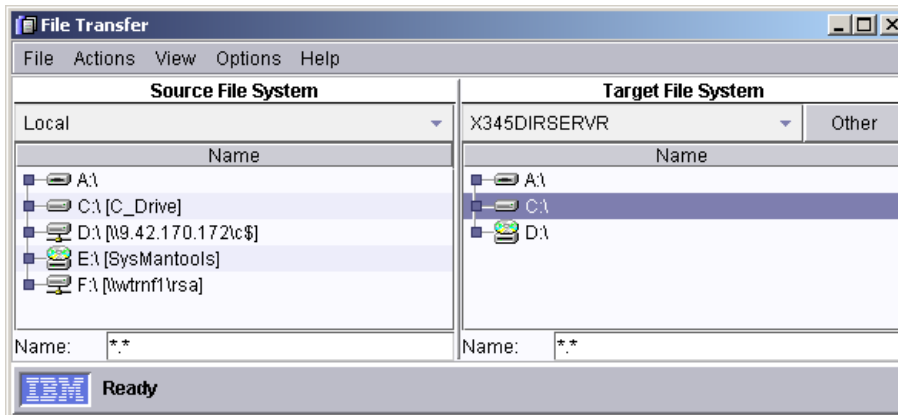 File Transfer
File Actions View Options Help
Source File System
Target File System
Local
X345DIRSERVR
Other
Name
Name
A:\
C:\ [C_Drive]
D:\ [\\9.42.170.172\c$]
E:\ [SysMantools]
F:\ [\\wtrnf1\rsa]
A:\
C:\
D:\
Name: *.*
Name: *.*
IBM Ready